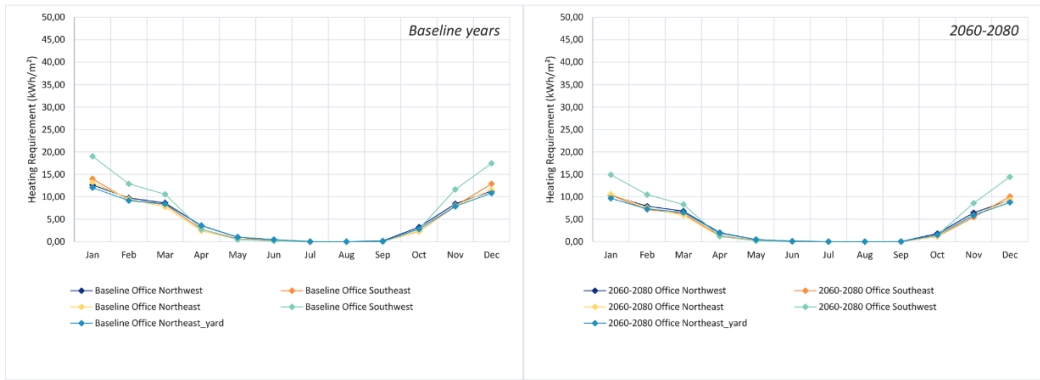 Baseline years
Heating Requirement (kWh/m²)
50,00
45,00
40,00
35,00
30,00
25,00
20,00
15,00
10,00
5,00
0,00
Jan Feb Mar Apr May Jun Jul Aug Sep Oct Nov Dec
Baseline Office Northwest Baseline Office Southeast
Baseline Office Northeast Baseline Office Southwest
Baseline Office Northeast_yard
2060-2080
Heating Requirement (kWh/m²)
50,00
45,00
40,00
35,00
30,00
25,00
20,00
15,00
10,00
5,00
0,00
Jan Feb Mar Apr May Jun Jul Aug Sep Oct Nov Dec
2060-2080 Office Northwest 2060-2080 Office Southeast
2060-2080 Office Northeast 2060-2080 Office Southwest
2060-2080 Office Northeast_yard